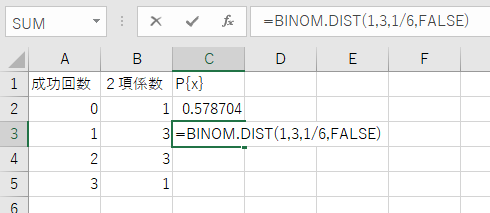 SUM =BINOM.DIST(1,3,1/6,FALSE)
A B C D E F
1 成功回数 2項係数 P{x}
2 0 1 0.578704
3 1 3 =BINOM.DIST(1,3,1/6,FALSE)
4 2 3
5 3 1
6